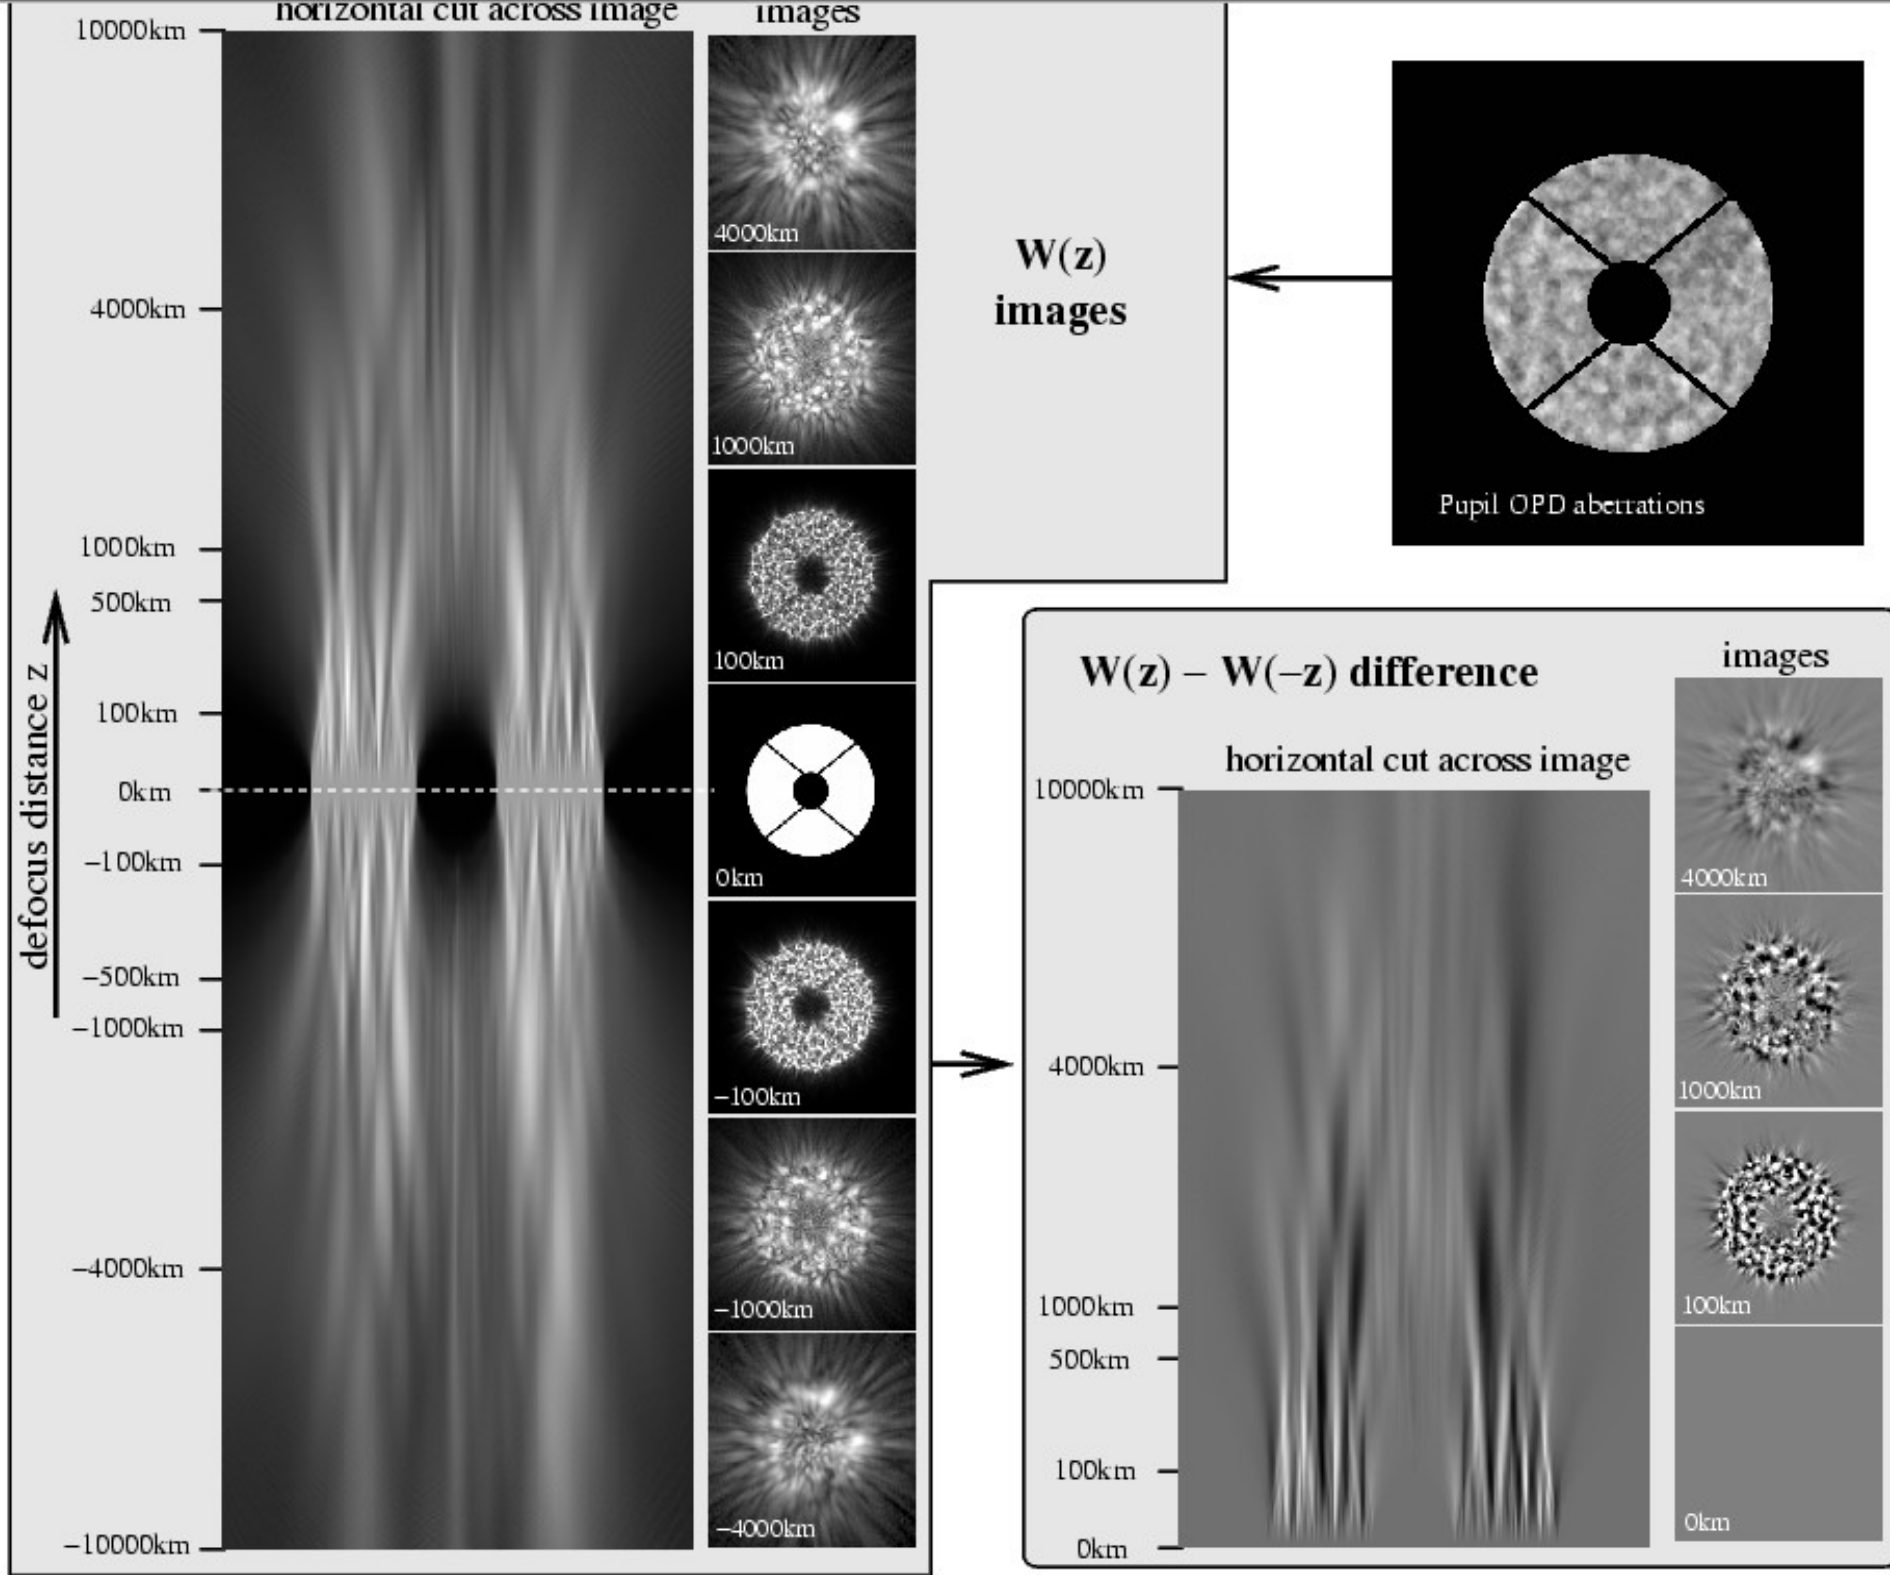 horizontal cut across image
images
10000km
4000km
1000km
500km
100km
0km
−100km
−500km
−1000km
−4000km
−10000km
defocus distance z
4000km
1000km
100km
0km
−100km
−1000km
−4000km
W(z)
images
Pupil OPD aberrations
W(z) − W(−z) difference
images
horizontal cut across image
10000km
4000km
1000km
500km
100km
0km
4000km
1000km
100km
0km